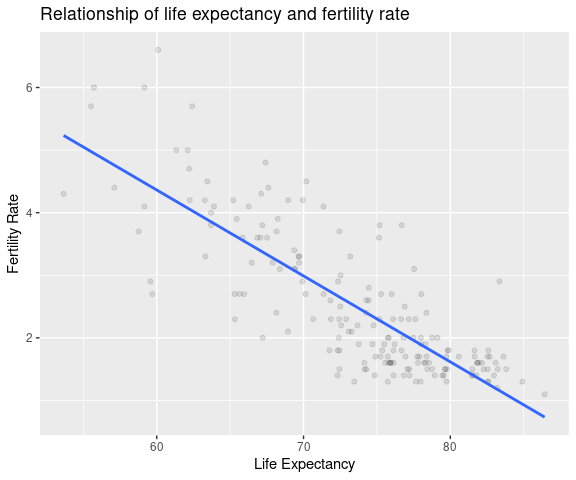 Relationship of life expectancy and fertility rate
6
4
2
Fertility Rate
60 70 80
Life Expectancy